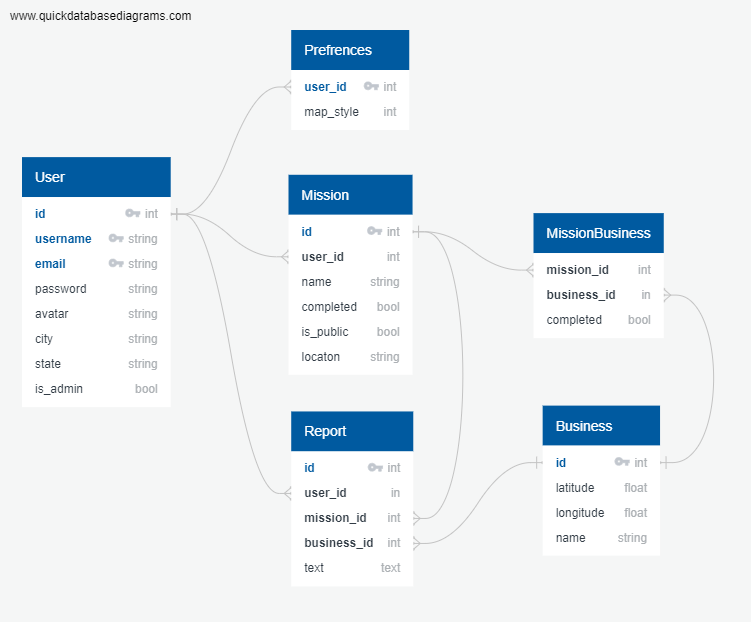 www.quickdatabasediagrams.com
Prefrences
user_id int
map_style int
User
id int
username string
email string
password string
avatar string
city string
state string
is_admin bool
Mission
id int
user_id int
name string
completed bool
is_public bool
locaton string
MissionBusiness
mission_id int
business_id in
completed bool
Report
id int
user_id in
mission_id int
business_id int
text text
Business
id int
latitude float
longitude float
name string